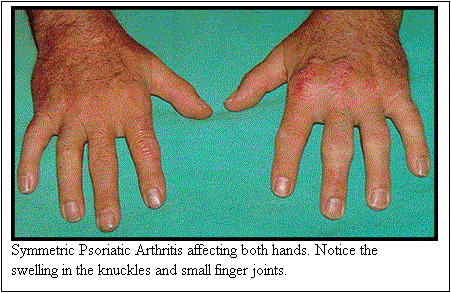 Symmetric Psoriatic Arthritis affecting both hands. Notice the
swelling in the knuckles and small finger joints.